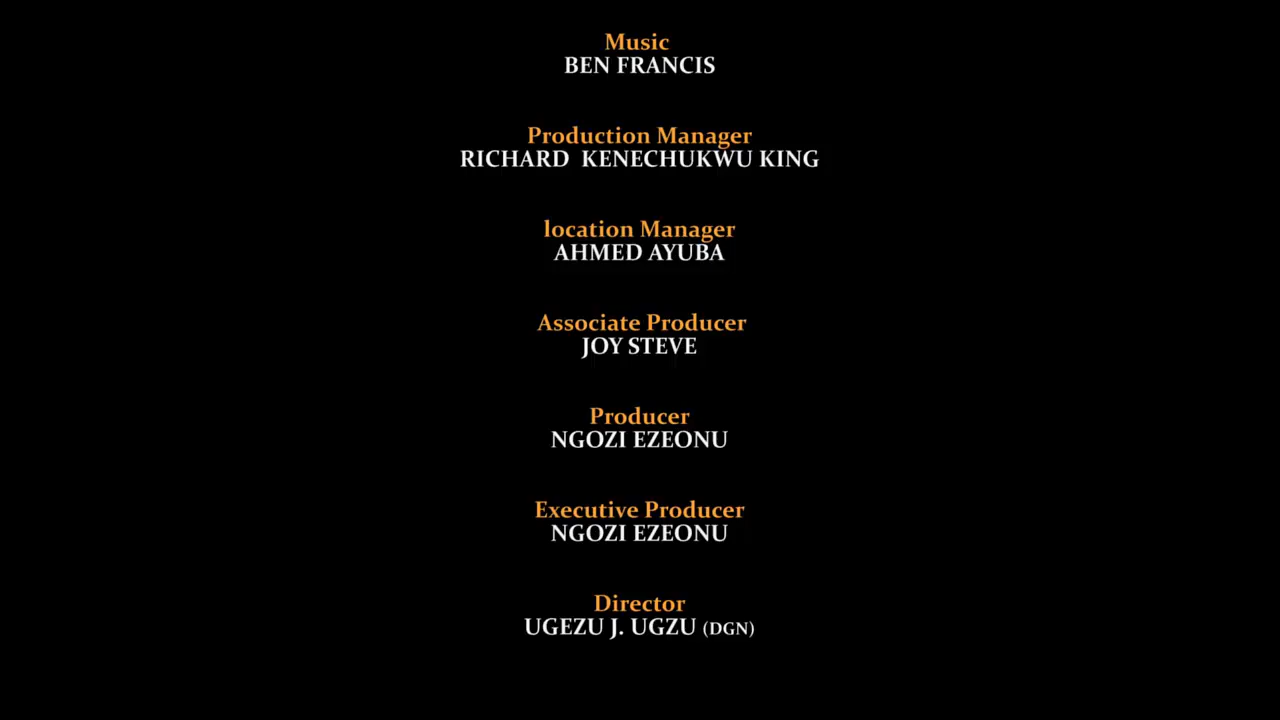 Music
BEN FRANCIS
Production Manager
RICHARD  KENECHUKWU KING
location Manager
AHMED AYUBA
Associate Producer
JOY STEVE
Producer
NGOZI EZEONU
Executive Producer
NGOZI EZEONU
Director
UGEZU J. UGZU (DGN)